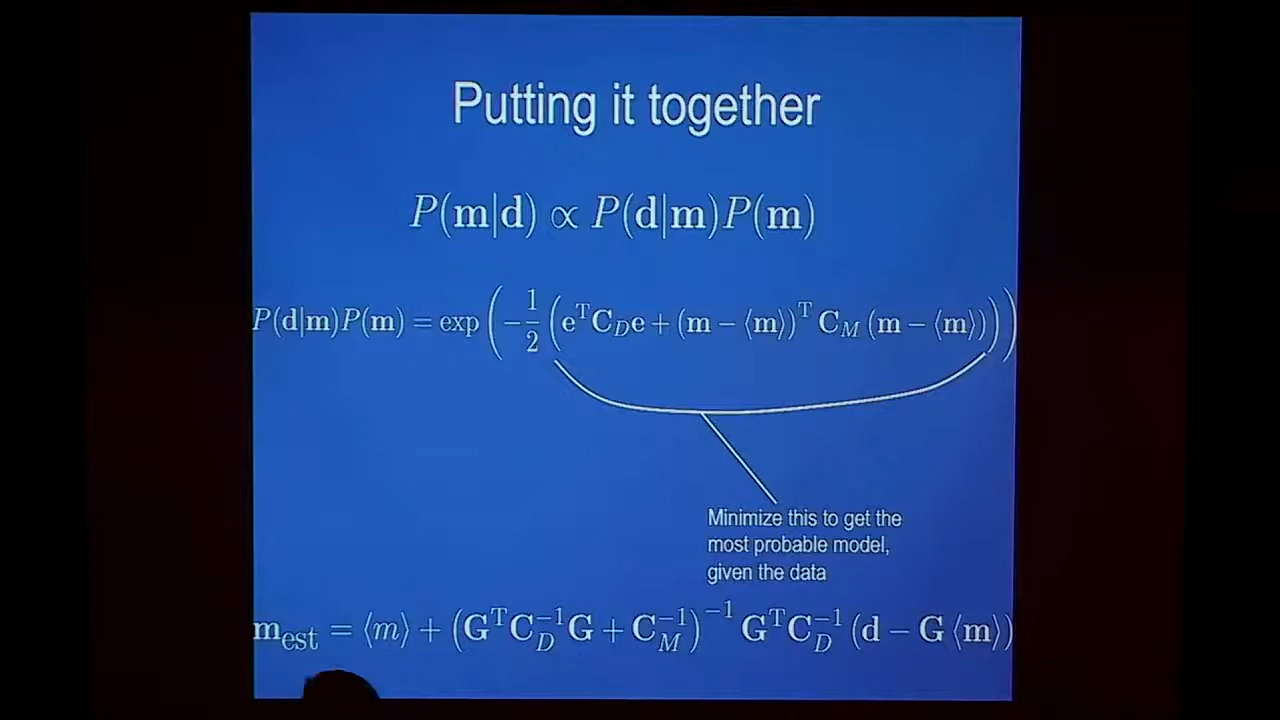 Putting it together
P(m|d) ∝ P(d|m)P(m)
P(d|m)P(m) = exp(−1/2(eᵀC_D e + (m − ⟨m⟩)ᵀ C_M (m − ⟨m⟩)))
Minimize this to get the
most probable model,
given the data
m_est = ⟨m⟩ + (GᵀC_D⁻¹G + C_M⁻¹)⁻¹ GᵀC_D⁻¹ (d − G⟨m⟩)